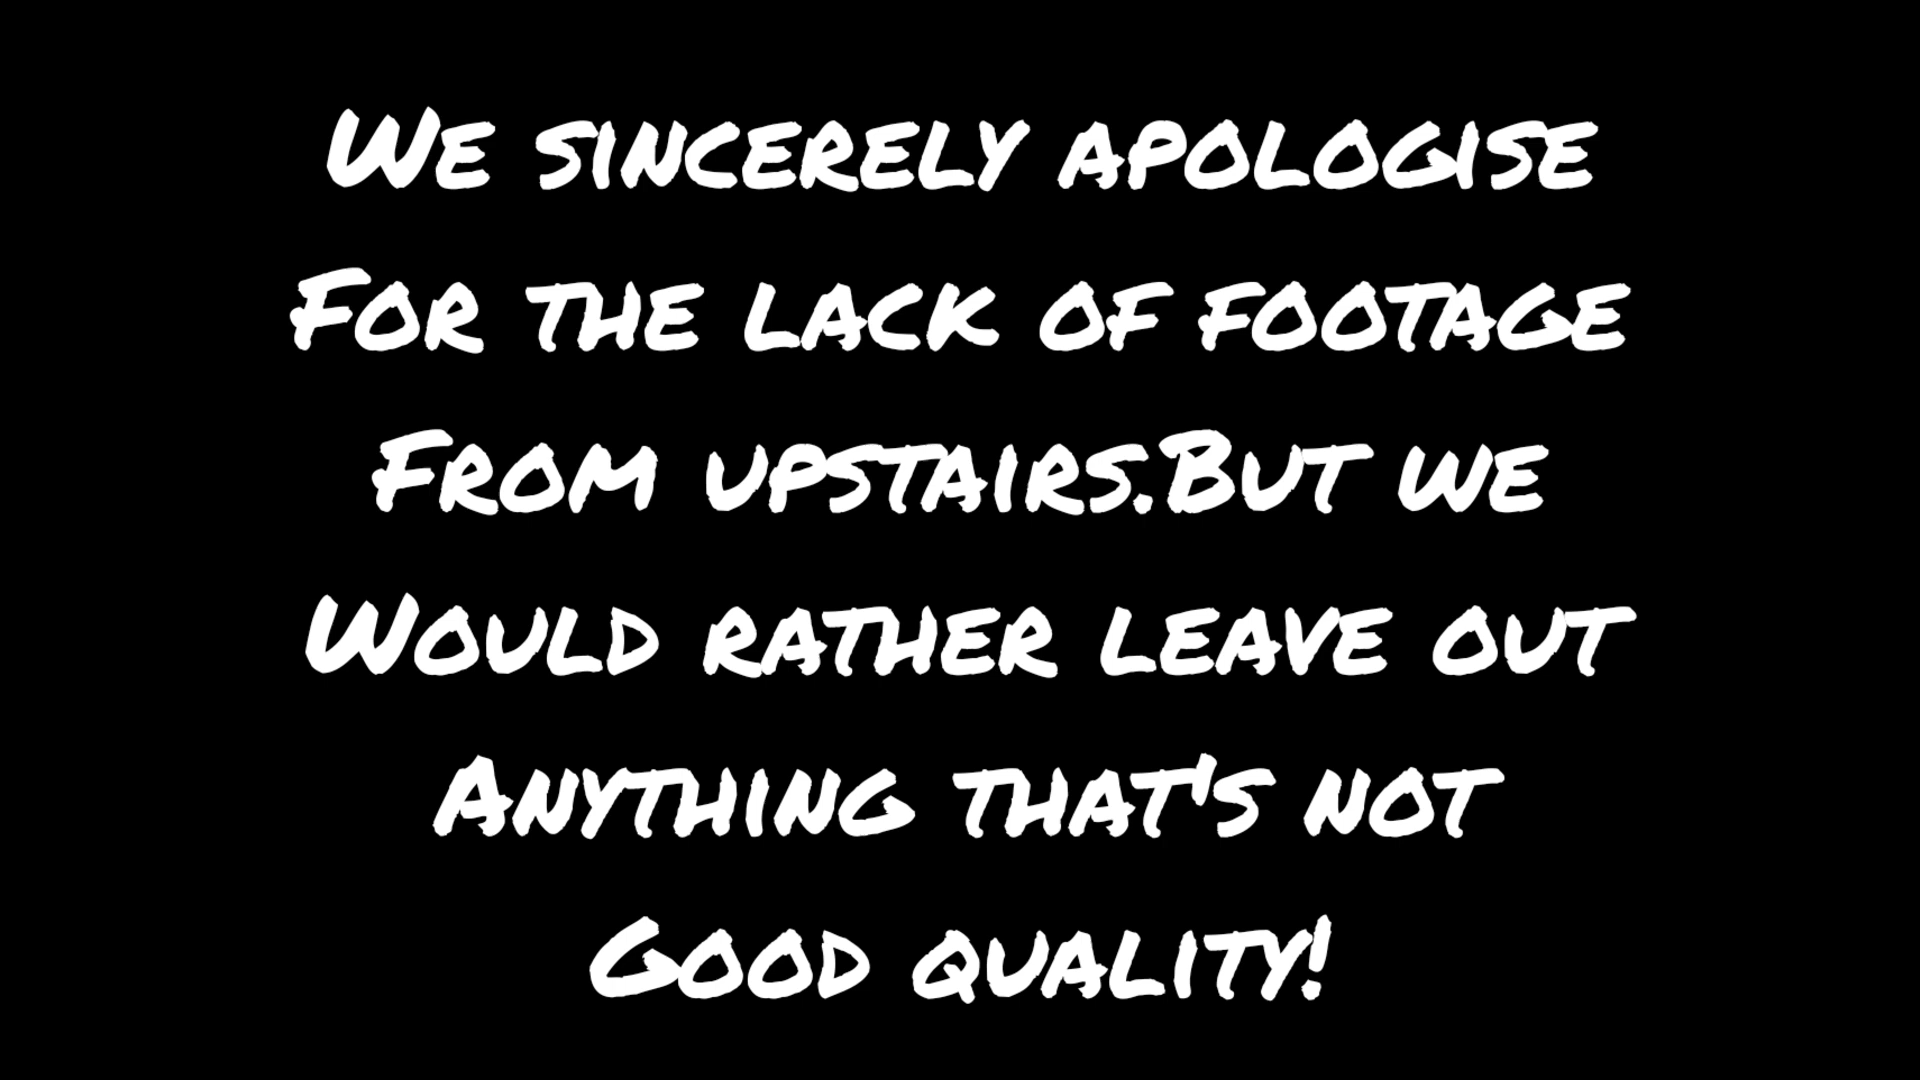 We sincerely apologise
For the lack of footage
From upstairs.But we
Would rather leave out
Anything that's not
Good quality!